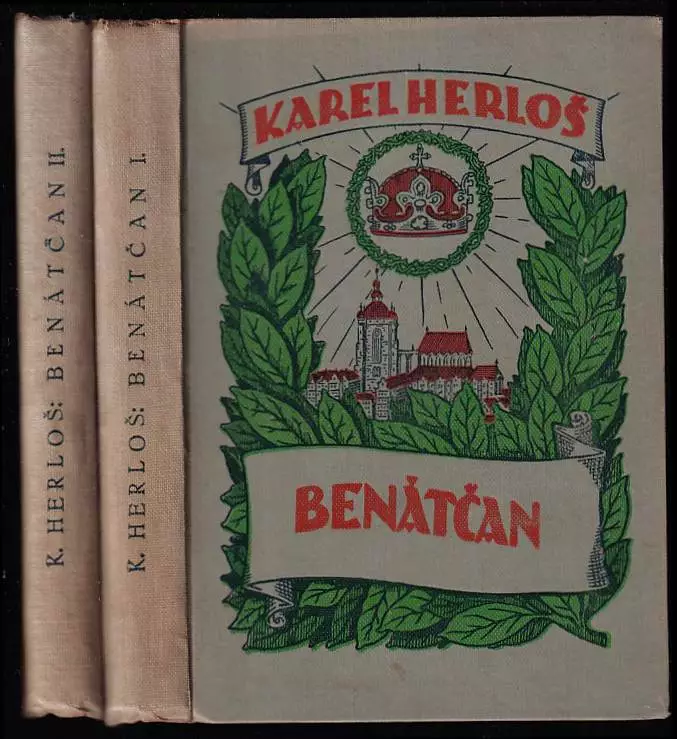 K. HERLOŠ: BENÁTČAN II.
K. HERLOŠ: BENÁTČAN I.
KAREL HERLOŠ
BENÁTČAN